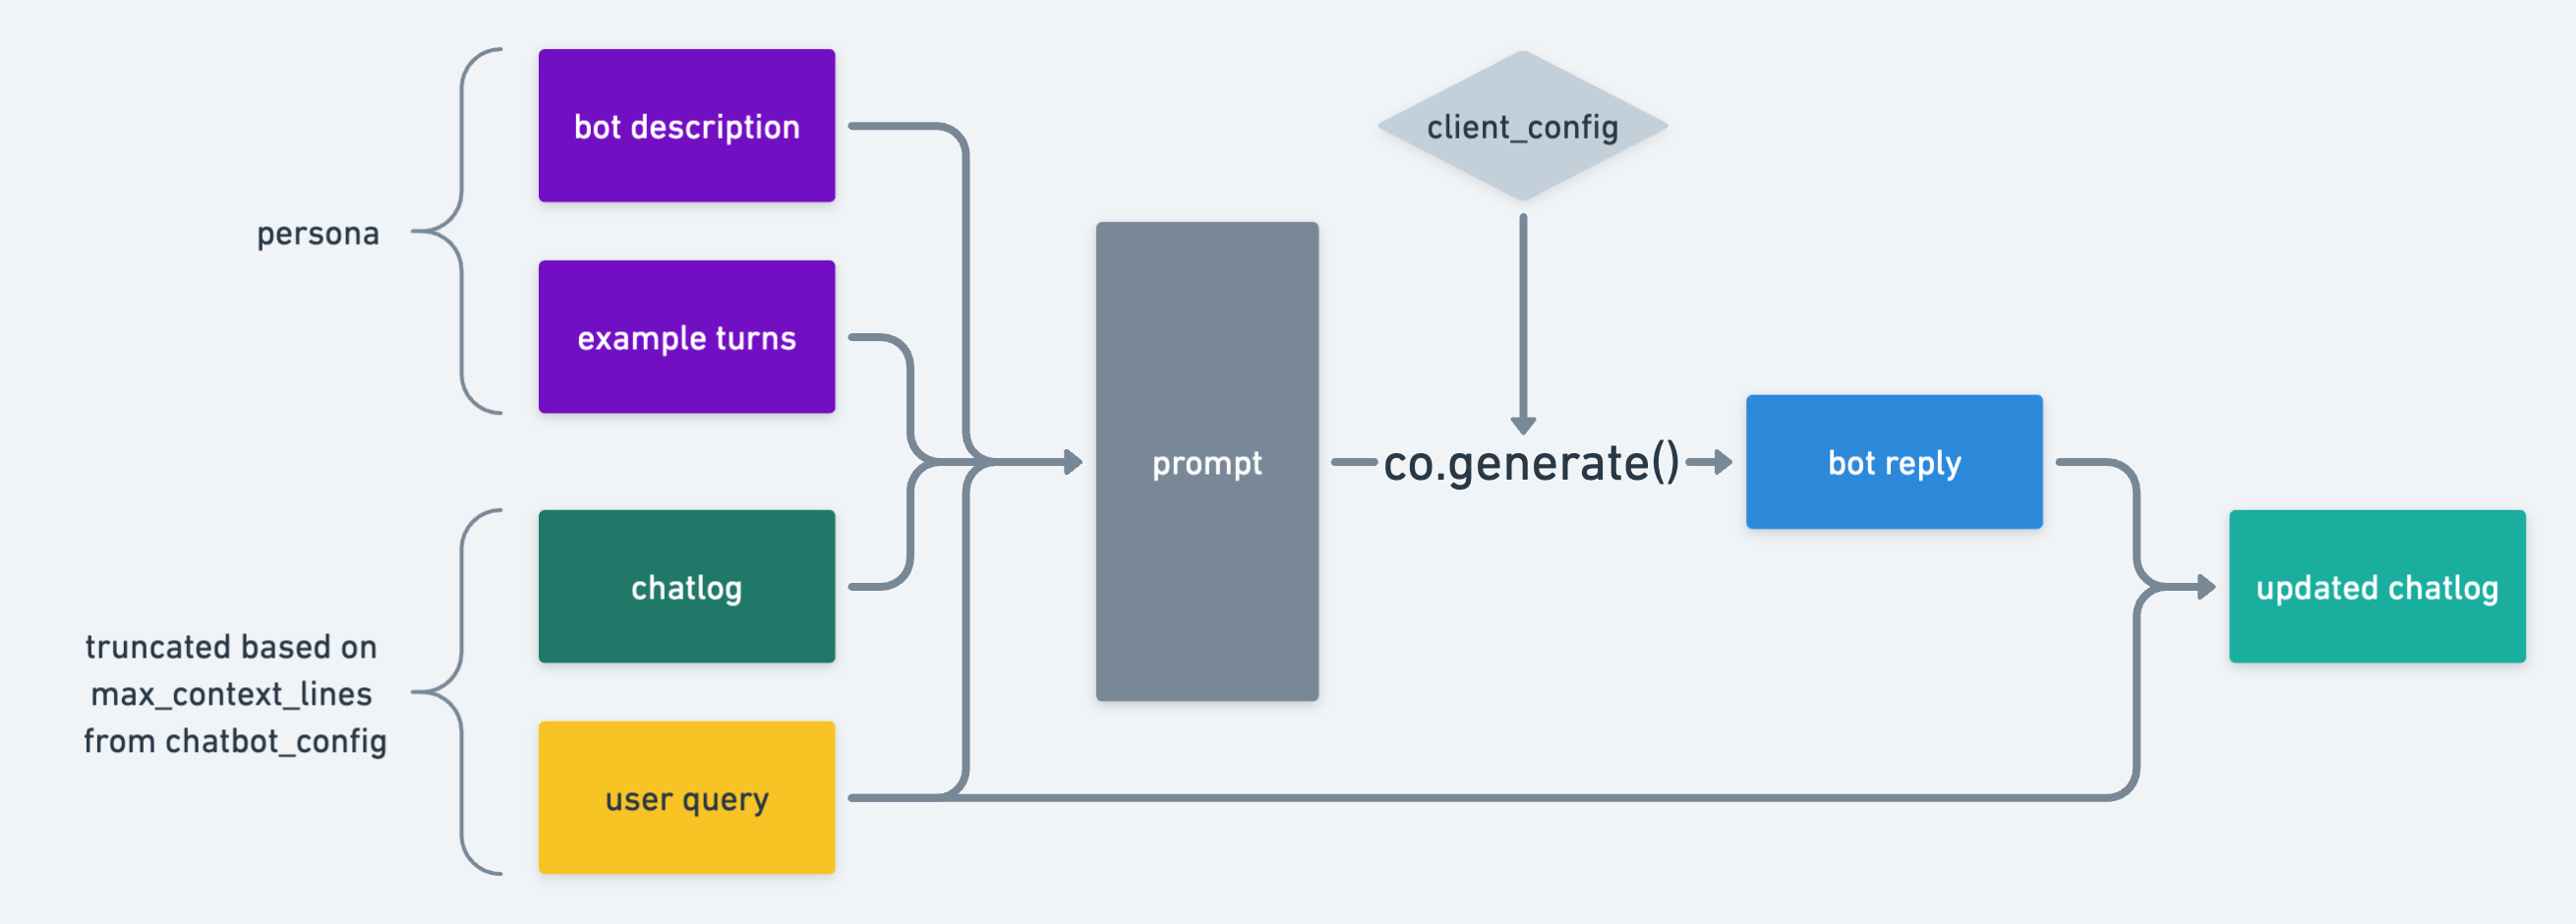 persona
bot description
example turns
truncated based on
max_context_lines
from chatbot_config
chatlog
user query
prompt
client_config
co.generate()
bot reply
updated chatlog